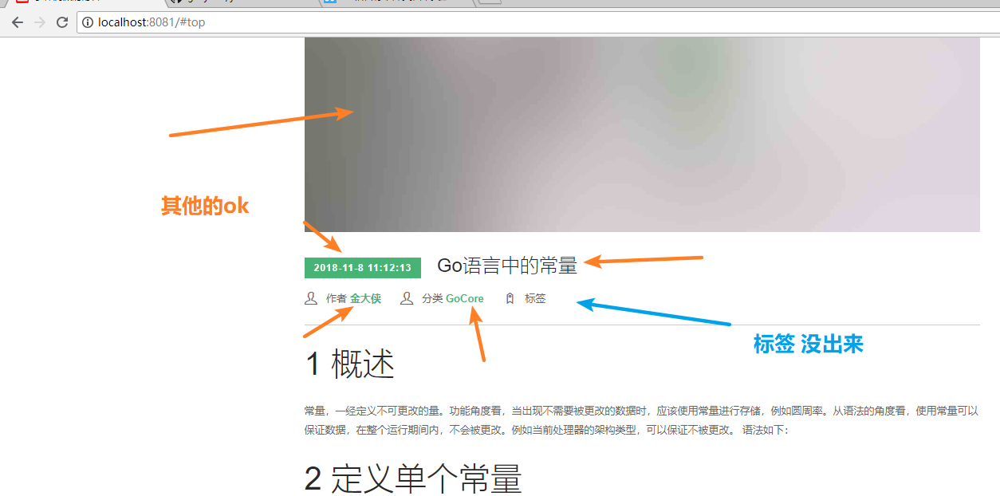 localhost:8081/#top
其他的ok
2018-11-8 11:12:13 Go语言中的常量
作者 金大侠 分类 GoCore 标签
标签 没出来
1 概述
常量，一经定义不可更改的量。功能角度看，当出现不需要被更改的数据时，应该使用常量进行存储，例如圆周率。从语法的角度看，使用常量可以
保证数据，在整个运行期间内，不会被更改。例如当前处理器的架构类型，可以保证不被更改。 语法如下：
2 定义单个常量